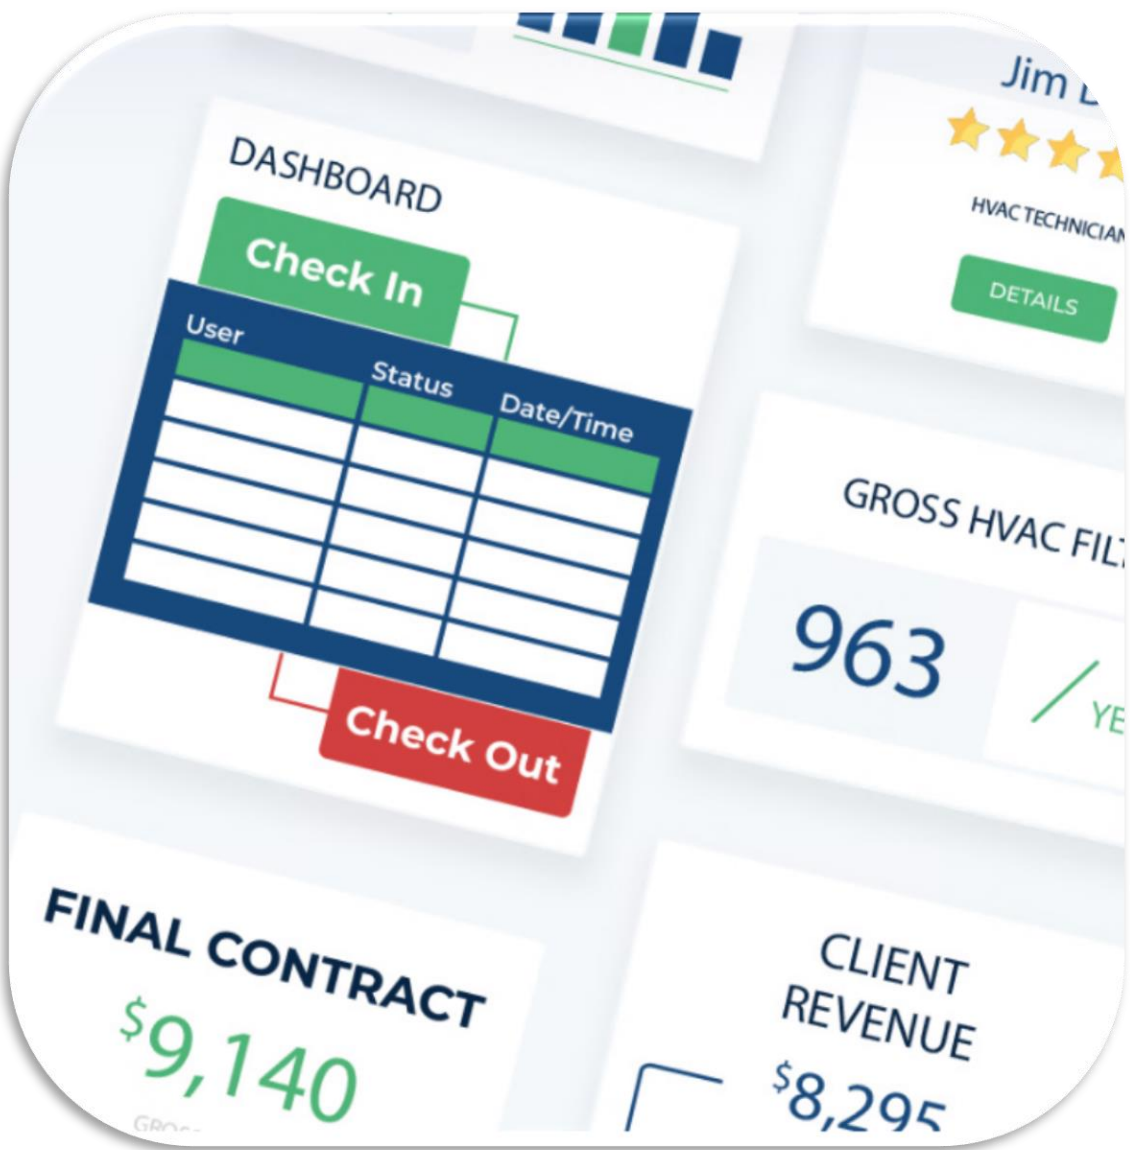 Jim
HVAC TECHNICIAN
DETAILS
DASHBOARD
Check In
User Status Date/Time
Check Out
GROSS HVAC
963
/
FINAL CONTRACT
$9,140
CLIENT
REVENUE
$8,295